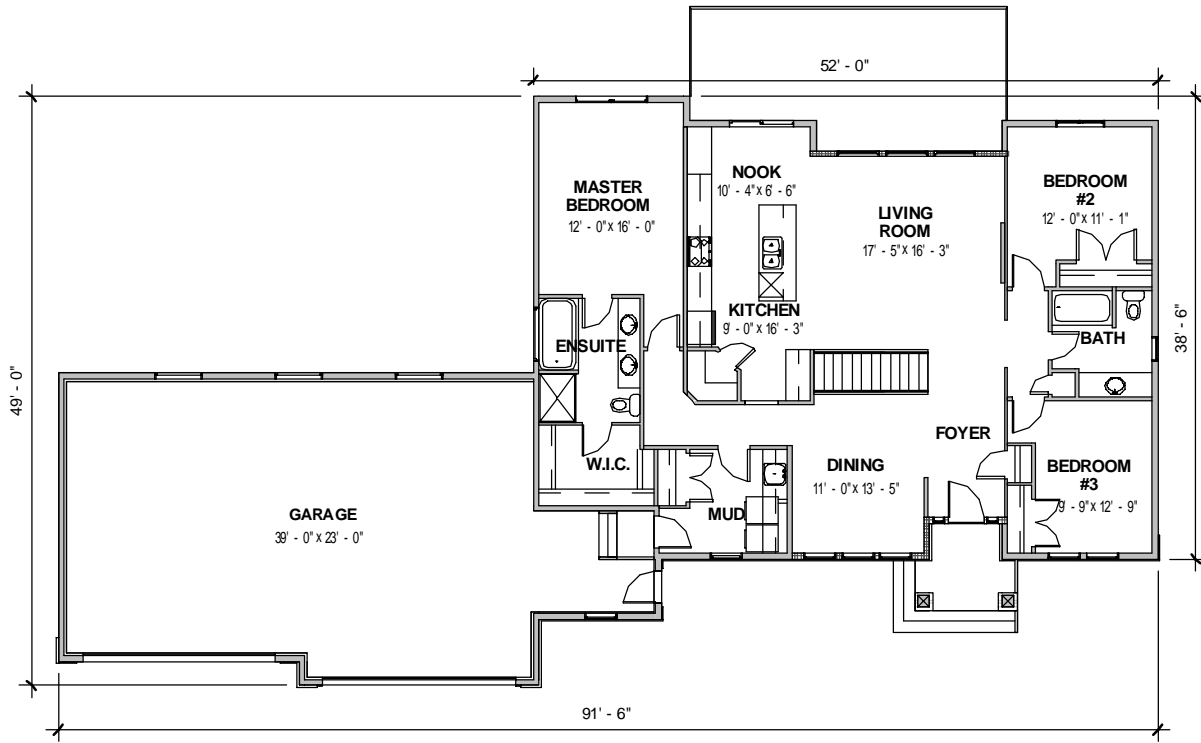 52' - 0"
NOOK
10' - 4" x 6' - 6"
MASTER
BEDROOM
12' - 0" x 16' - 0"
BEDROOM
#2
12' - 0" x 11' - 1"
LIVING
ROOM
17' - 5" x 16' - 3"
KITCHEN
9' - 0" x 16' - 3"
ENSUITE
BATH
38' - 6"
49' - 0"
FOYER
W.I.C.
DINING
11' - 0" x 13' - 5"
BEDROOM
#3
9' - 9" x 12' - 9"
MUD
GARAGE
39' - 0" x 23' - 0"
91' - 6"